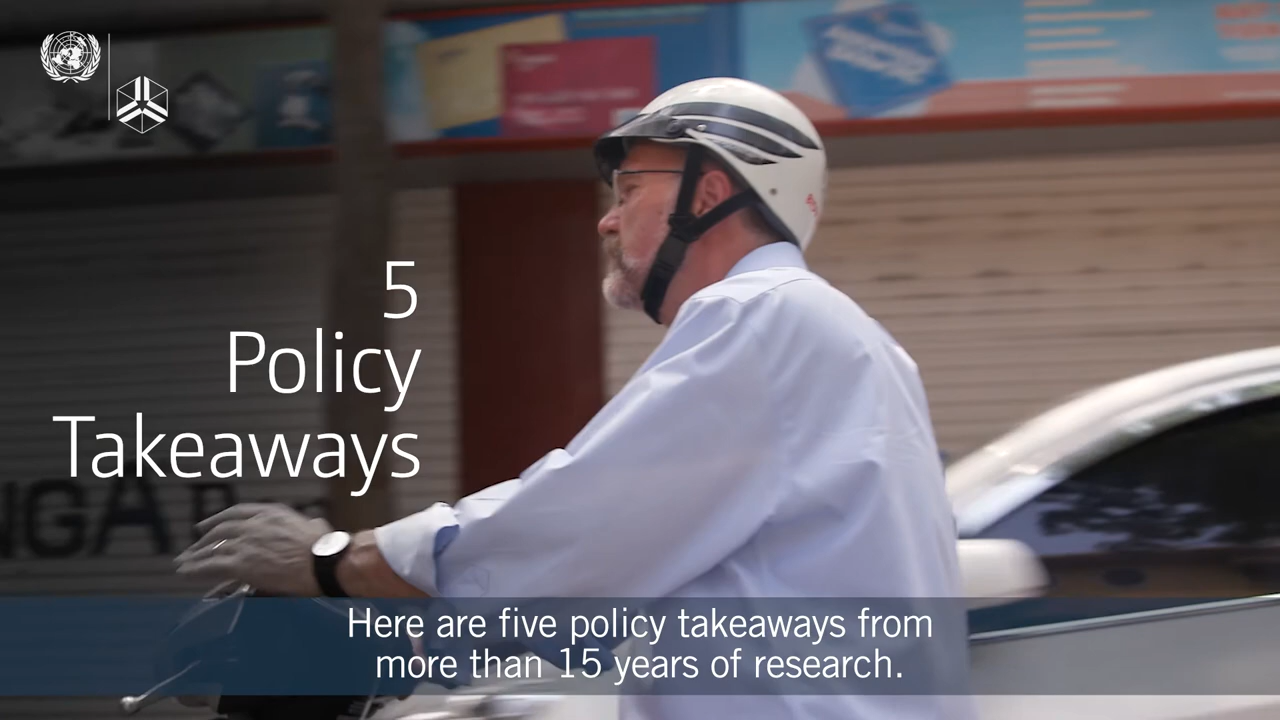 5
Policy
Takeaways
Here are five policy takeaways from
more than 15 years of research.